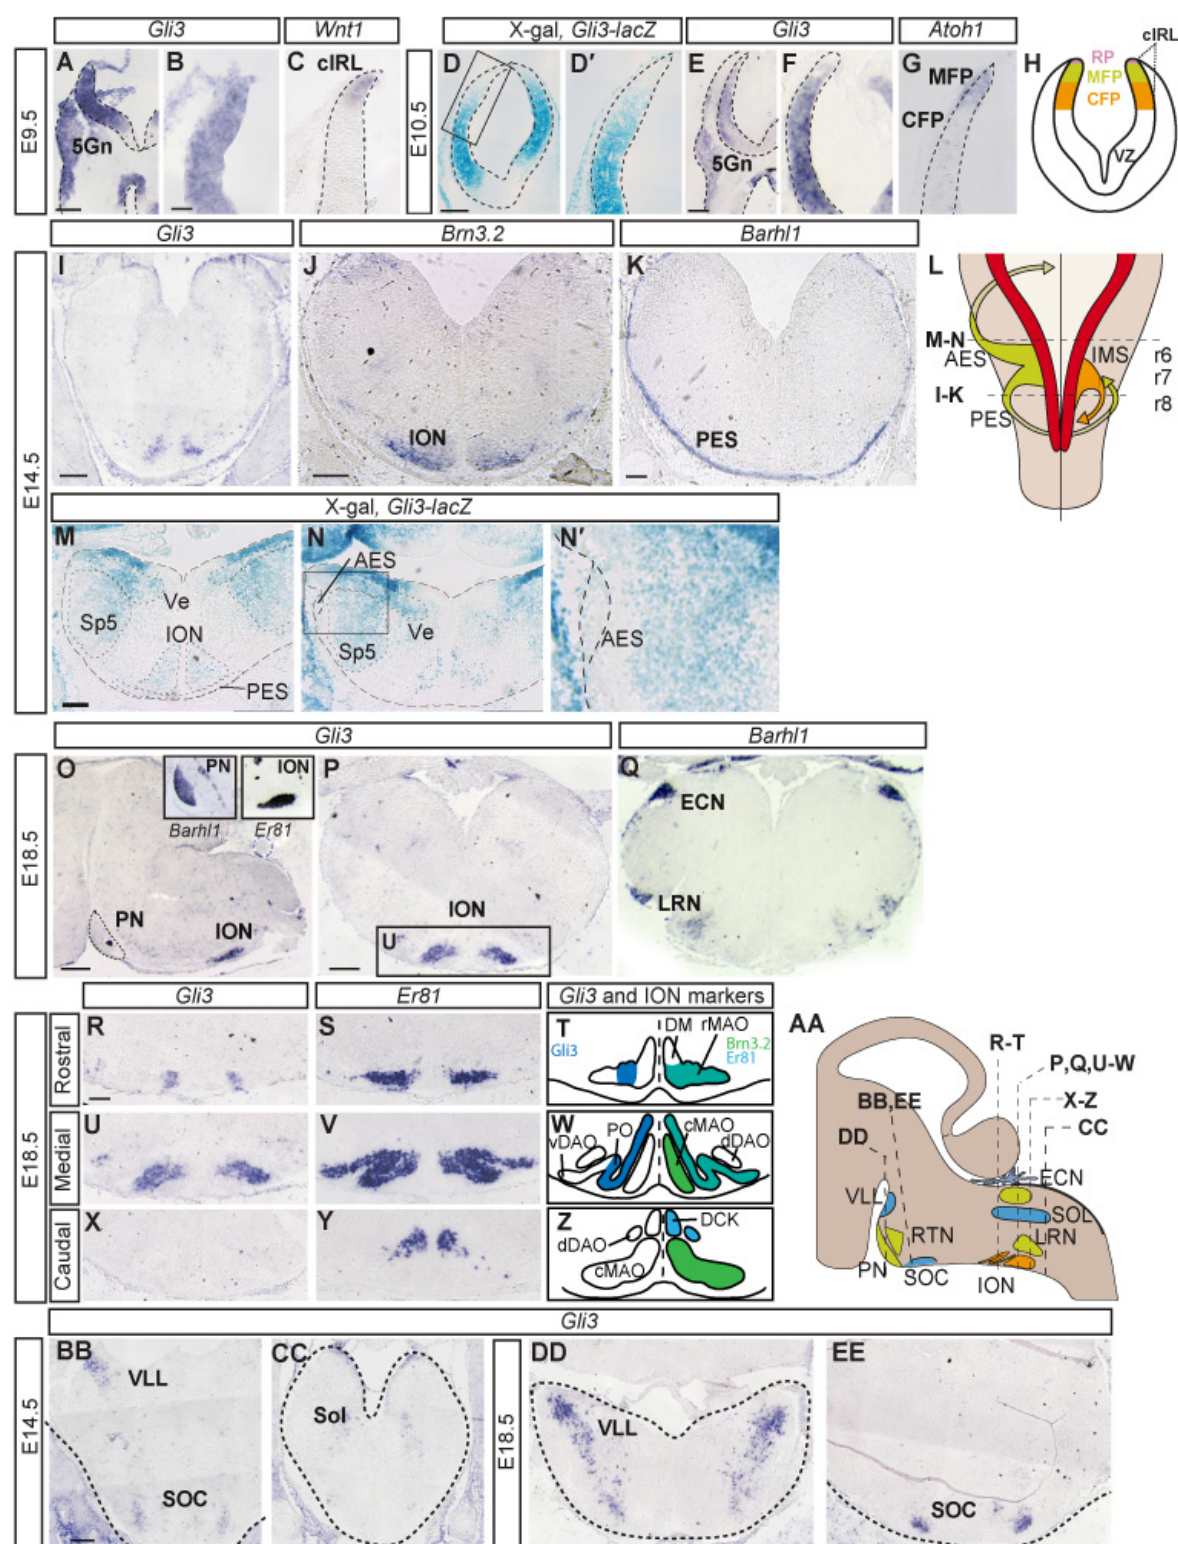 Gli3
Wnt1
X-gal, Gli3-lacZ
Gli3
Atoh1
E9.5
A
5Gn
B
C
cIRL
E10.5
D
D′
E
5Gn
F
G
MFP
CFP
H
cIRL
RP
MFP
CFP
VZ
Gli3
Brn3.2
Barhl1
E14.5
I
J
ION
K
PES
L
M-N
AES
IMS
r6
r7
I-K
r8
PES
X-gal, Gli3-lacZ
M
Sp5
Ve
ION
PES
N
AES
Sp5
Ve
N′
AES
Gli3
Barhl1
E18.5
O
PN
ION
Barhl1
Er81
PN
ION
P
ION
U
Q
ECN
LRN
Gli3
Er81
Gli3 and ION markers
E18.5
Rostral
R
S
T
DM
rMAO
Gli3
Brn3.2
Er81
Medial
U
V
W
vDAO
PO
cMAO
dDAO
Caudal
X
Y
Z
DCK
dDAO
cMAO
AA
R-T
P,Q,U-W
BB,EE
X-Z
DD
CC
ECN
VLL
SOL
RTN
LRN
PN
SOC
ION
Gli3
E14.5
BB
VLL
SOC
CC
Sol
E18.5
DD
VLL
EE
SOC